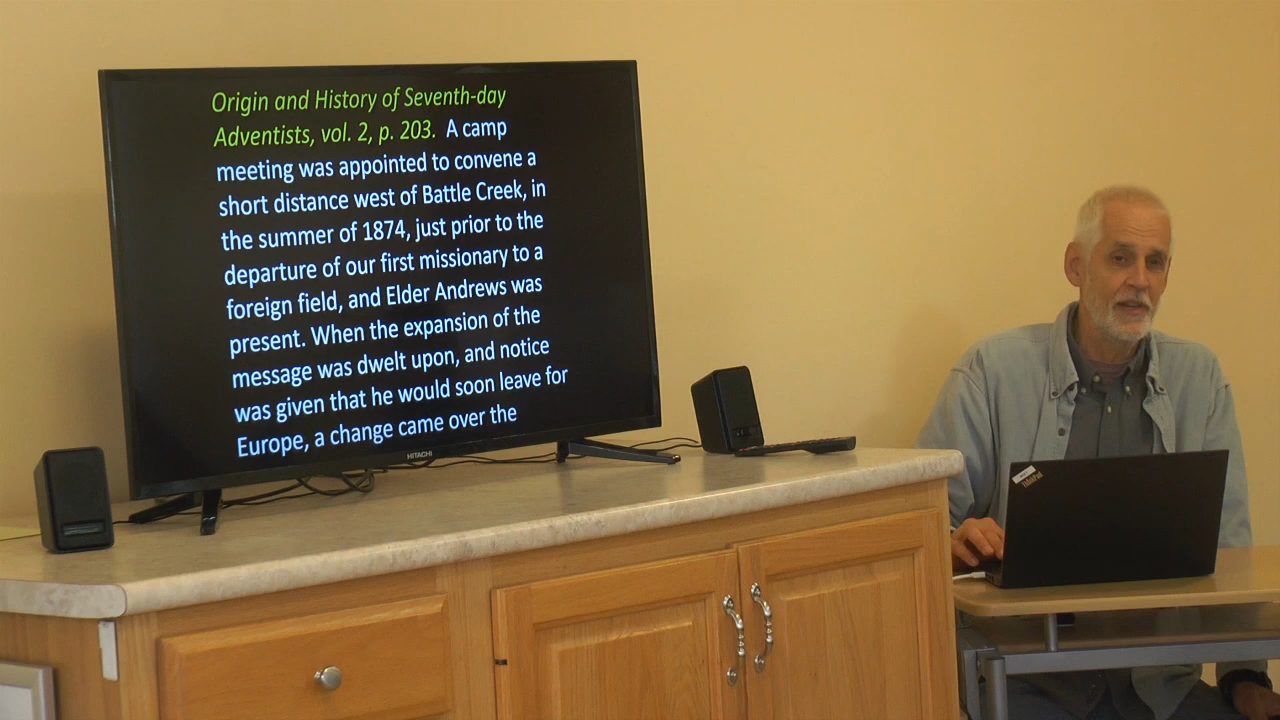 Origin and History of Seventh-day
Adventists, vol. 2, p. 203. A camp
meeting was appointed to convene a
short distance west of Battle Creek, in
the summer of 1874, just prior to the
departure of our first missionary to a
foreign field, and Elder Andrews was
present. When the expansion of the
message was dwelt upon, and notice
was given that he would soon leave for
Europe, a change came over the
HITACHI
ThinkPad